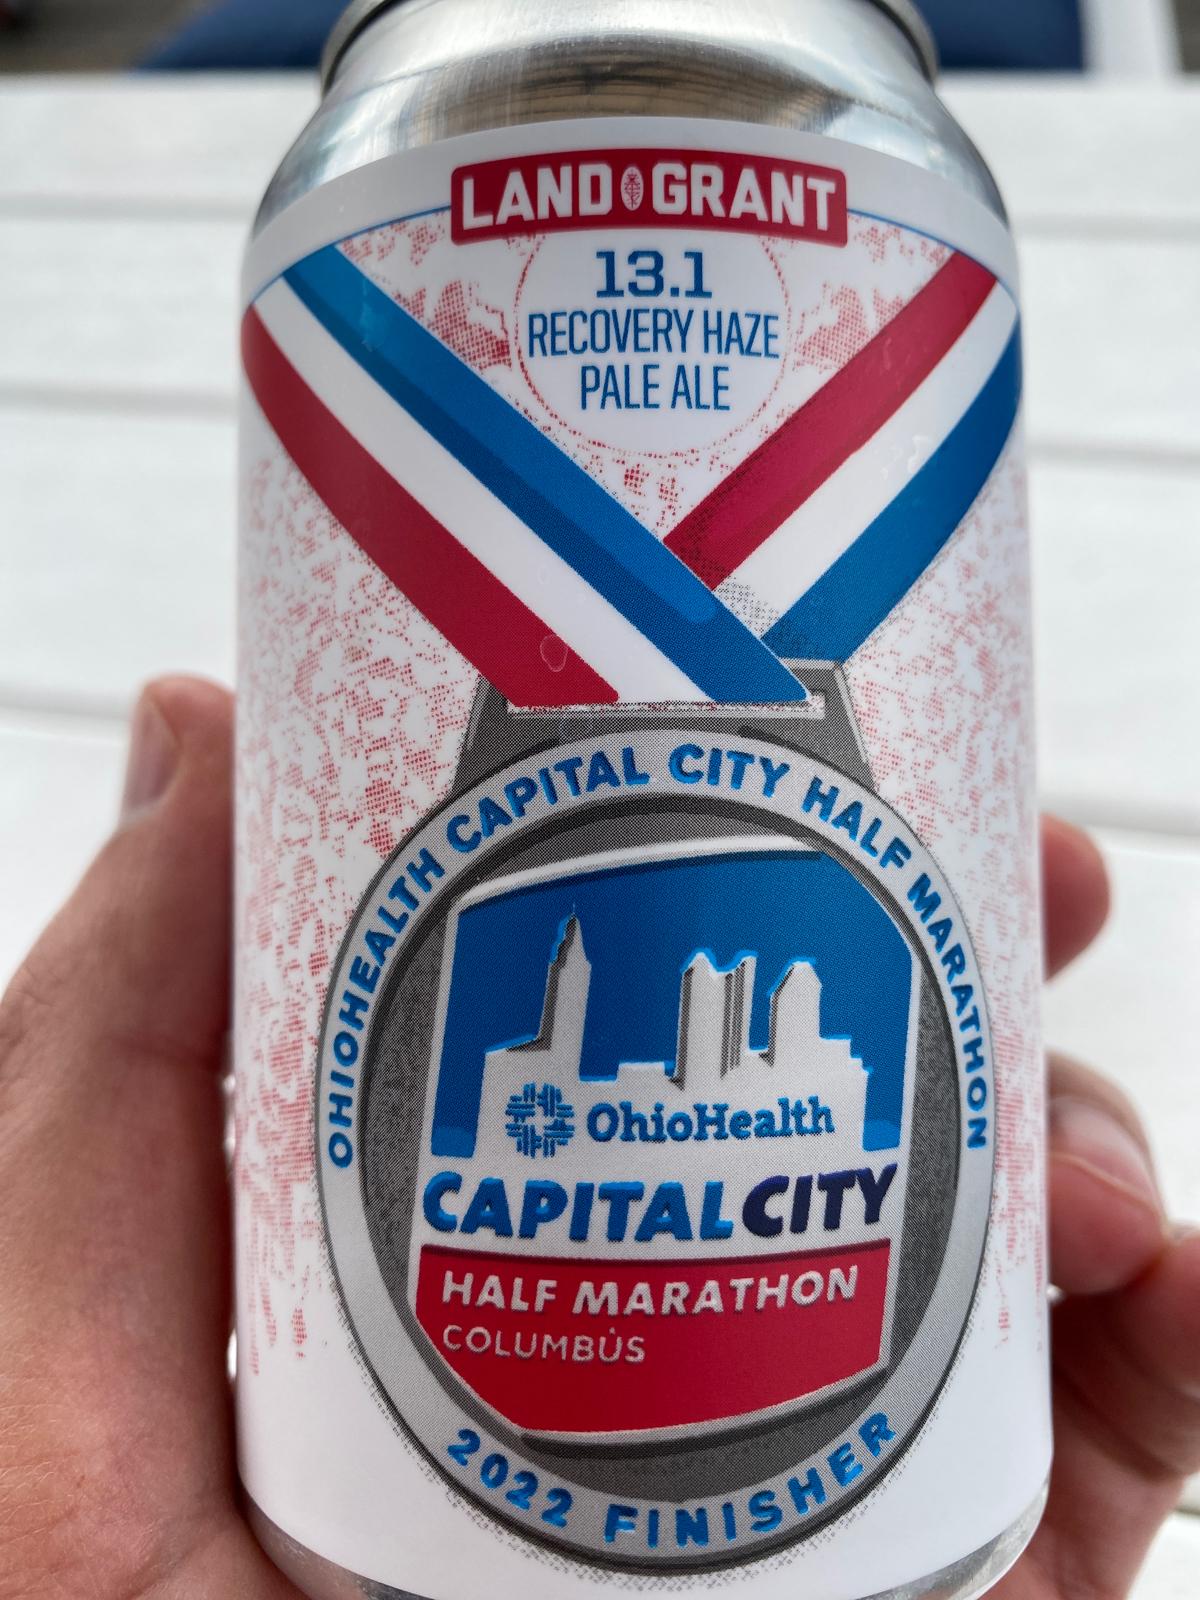 LAND GRANT
13.1
RECOVERY HAZE
PALE ALE
OHIOHEALTH CAPITAL CITY HALF MARATHON
OhioHealth
CAPITAL CITY
HALF MARATHON
COLUMBUS
2022 FINISHER